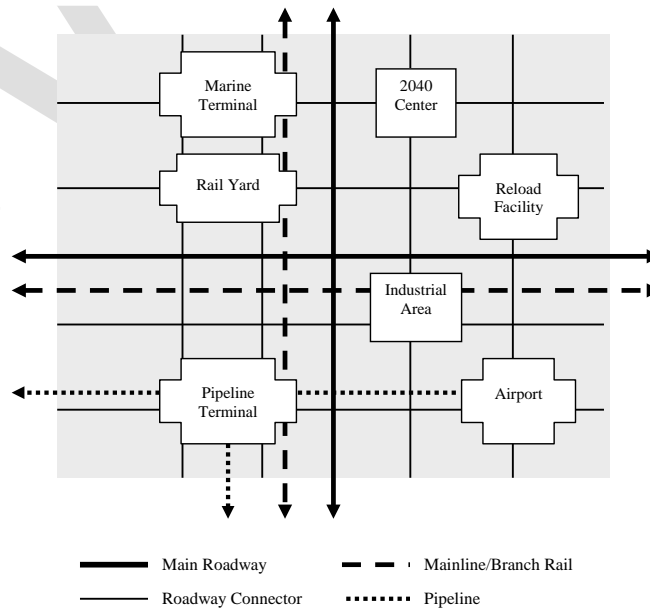 Marine
Terminal
2040
Center
Rail Yard
Reload
Facility
Industrial
Area
Pipeline
Terminal
Airport
Main Roadway
Mainline/Branch Rail
Roadway Connector
Pipeline